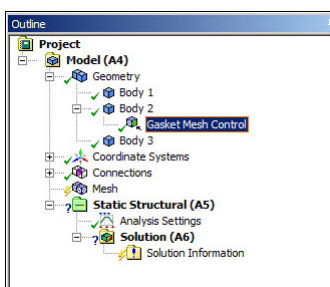 Outline
Project
Model (A4)
Geometry
Body 1
Body 2
Gasket Mesh Control
Body 3
Coordinate Systems
Connections
Mesh
Static Structural (A5)
Analysis Settings
Solution (A6)
Solution Information